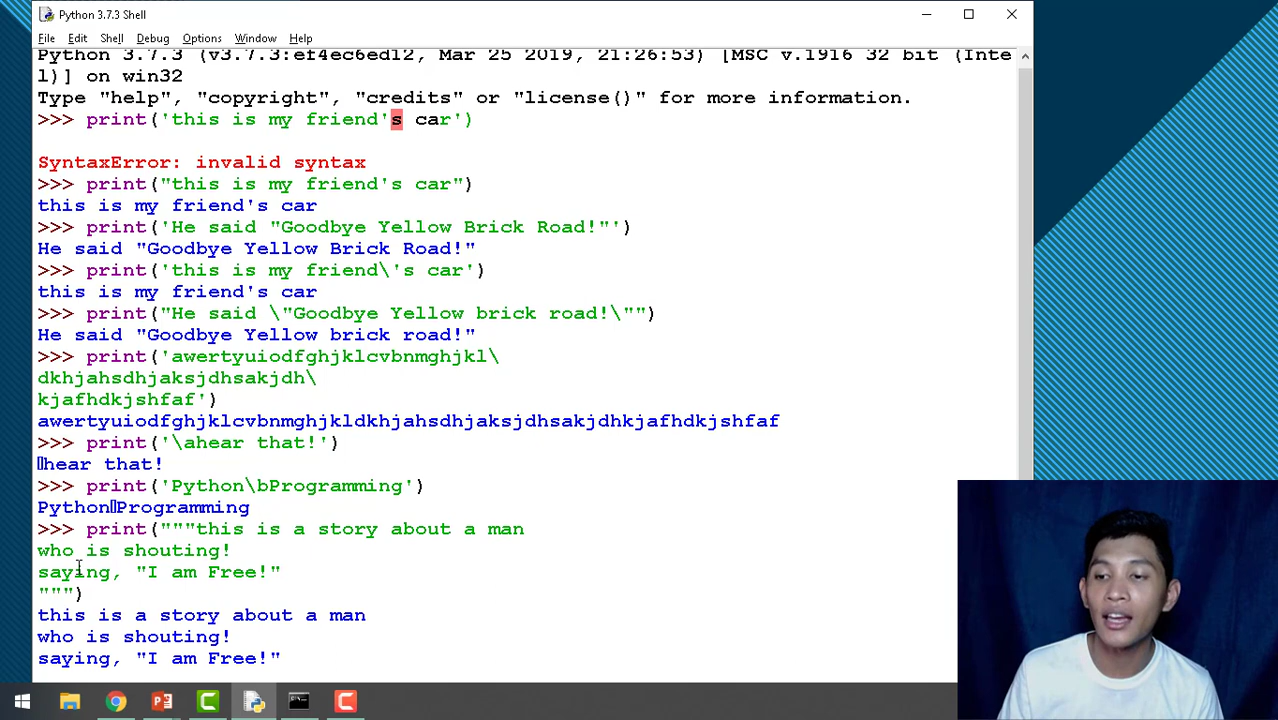 Python 3.7.3 Shell
File Edit Shell Debug Options Window Help
Python 3.7.3 (v3.7.3:ef4ec6ed12, Mar 25 2019, 21:26:53) [MSC v.1916 32 bit (Inte
l)] on win32
Type "help", "copyright", "credits" or "license()" for more information.
>>> print('this is my friend's car')
SyntaxError: invalid syntax
>>> print("this is my friend's car")
this is my friend's car
>>> print('He said "Goodbye Yellow Brick Road!"')
He said "Goodbye Yellow Brick Road!"
>>> print('this is my friend\'s car')
this is my friend's car
>>> print("He said \"Goodbye Yellow brick road!\"")
He said "Goodbye Yellow brick road!"
>>> print('awertyuiodfghjklcvbnmghjkl\
dkhjahsdhjaksjdhsakjdh\
kjafhdkjshfaf')
awertyuiodfghjklcvbnmghjkldkhjahsdhjaksjdhsakjdhkjafhdkjshfaf
>>> print('\ahear that!')
hear that!
>>> print('Python\bProgramming')
Python▯Programming
>>> print("""this is a story about a man
who is shouting!
saying, "I am Free!"
""")
this is a story about a man
who is shouting!
saying, "I am Free!"